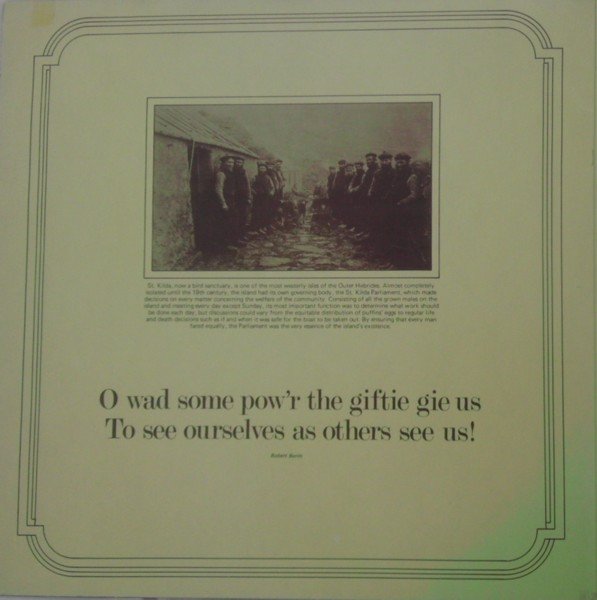 St. Kilda, now a bird sanctuary, is one of the most westerly isles of the Outer Hebrides. Almost completely
isolated until the 19th century, the island had its own governing body, the St. Kilda Parliament, which made
decisions on every matter concerning the welfare of the community. Consisting of all the grown males on the
island and meeting every day except Sunday, its most important function was to determine what work should
be done each day, but discussions could vary from the equitable distribution of puffins' eggs to regular life
and death decisions such as if and when it was safe for the boat to be taken out. By ensuring that every man
fared equally, the Parliament was the very essence of the island's existence.
O wad some pow'r the giftie gie us
To see ourselves as others see us!
Robert Burns